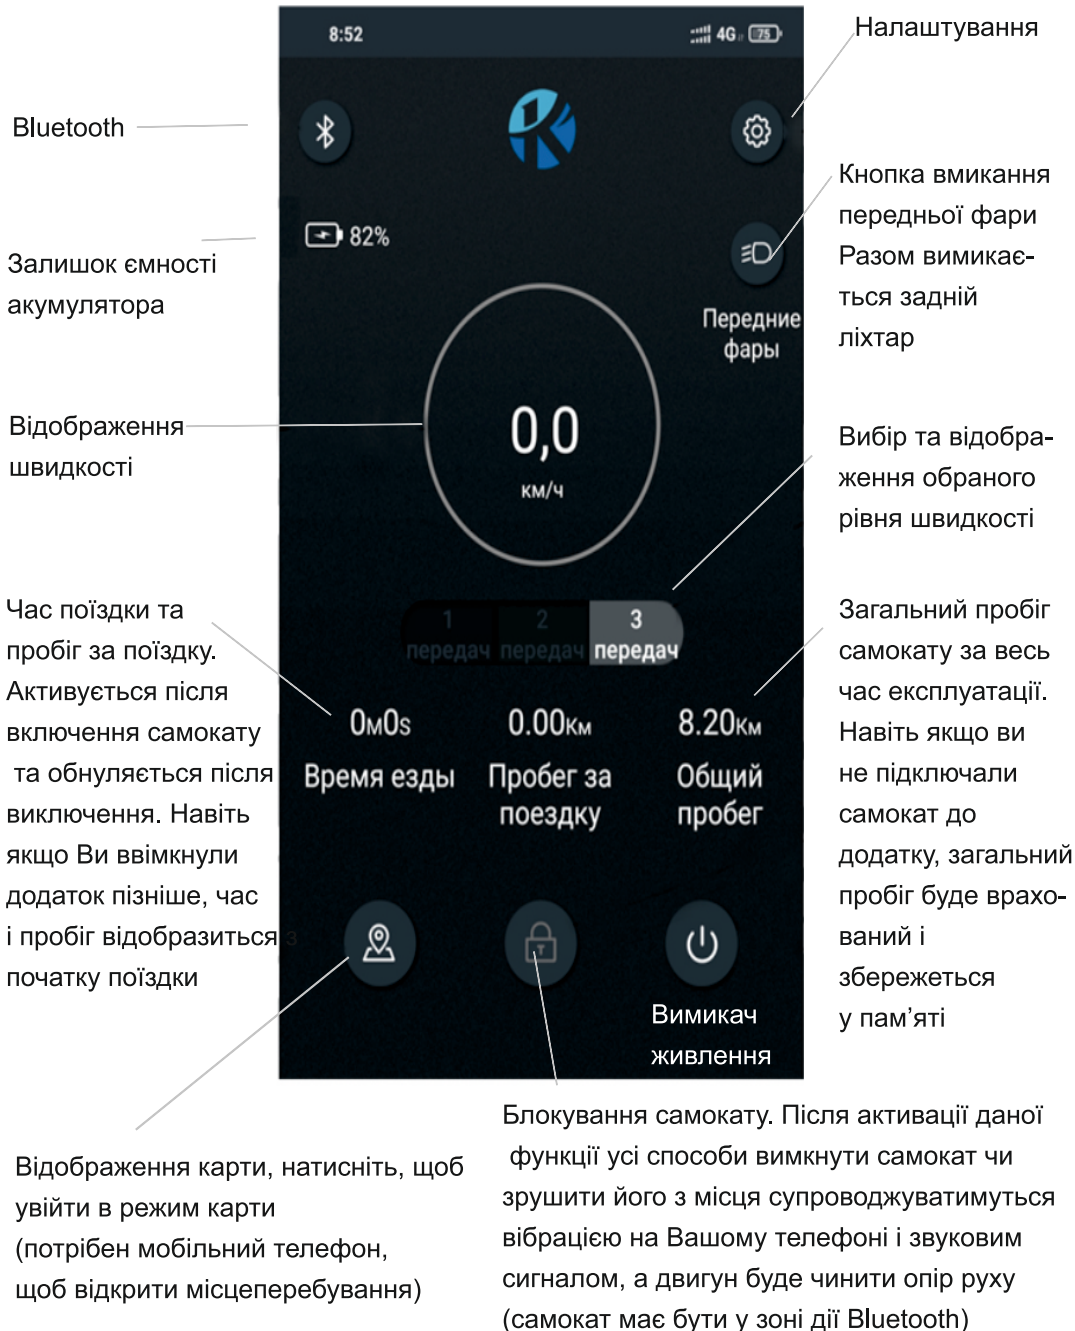 8:52
4G
75
Налаштування
Bluetooth
Кнопка вмикання
передньої фари
Разом вимикає-
ться задній
ліхтар
82%
Залишок ємності
акумулятора
Передние
фары
Відображення
швидкості
0,0
км/ч
Вибір та відобра-
ження обраного
рівня швидкості
1
передач
2
передач
3
передач
Час поїздки та
пробіг за поїздку.
Активується після
включення самокату
та обнуляється після
виключення. Навіть
якщо Ви ввімкнули
додаток пізніше, час
і пробіг відобразиться з
початку поїздки
0м0s
Время езды
0.00Км
Пробег за
поездку
8.20Км
Общий
пробег
Загальний пробіг
самокату за весь
час експлуатації.
Навіть якщо ви
не підключали
самокат до
додатку, загальний
пробіг буде врахо-
ваний і
збережеться
у пам’яті
Вимикач
живлення
Відображення карти, натисніть, щоб
увійти в режим карти
(потрібен мобільний телефон,
щоб відкрити місцеперебування)
Блокування самокату. Після активації даної
функції усі способи вимкнути самокат чи
зрушити його з місця супроводжуватимуться
вібрацією на Вашому телефоні і звуковим
сигналом, а двигун буде чинити опір руху
(самокат має бути у зоні дії Bluetooth)